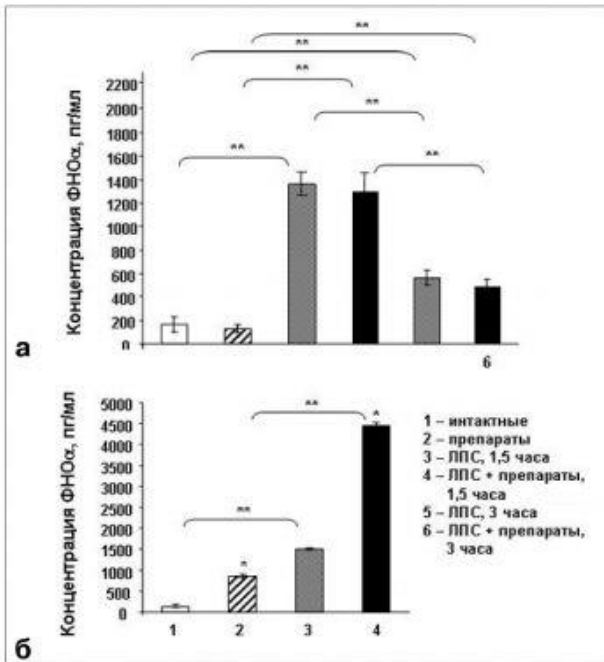 **
**
**
**
**
**
Концентрация ФНОα, пг/мл
2200
2000
1800
1600
1400
1200
1000
800
600
400
200
0
а
6
Концентрация ФНОα, пг/мл
5000
4500
4000
3500
3000
2500
2000
1500
1000
500
0
**
*
**
*
1 2 3 4
б
1 – интактные
2 – препараты
3 – ЛПС, 1,5 часа
4 – ЛПС + препараты,
1,5 часа
5 – ЛПС, 3 часа
6 – ЛПС + препараты,
3 часа